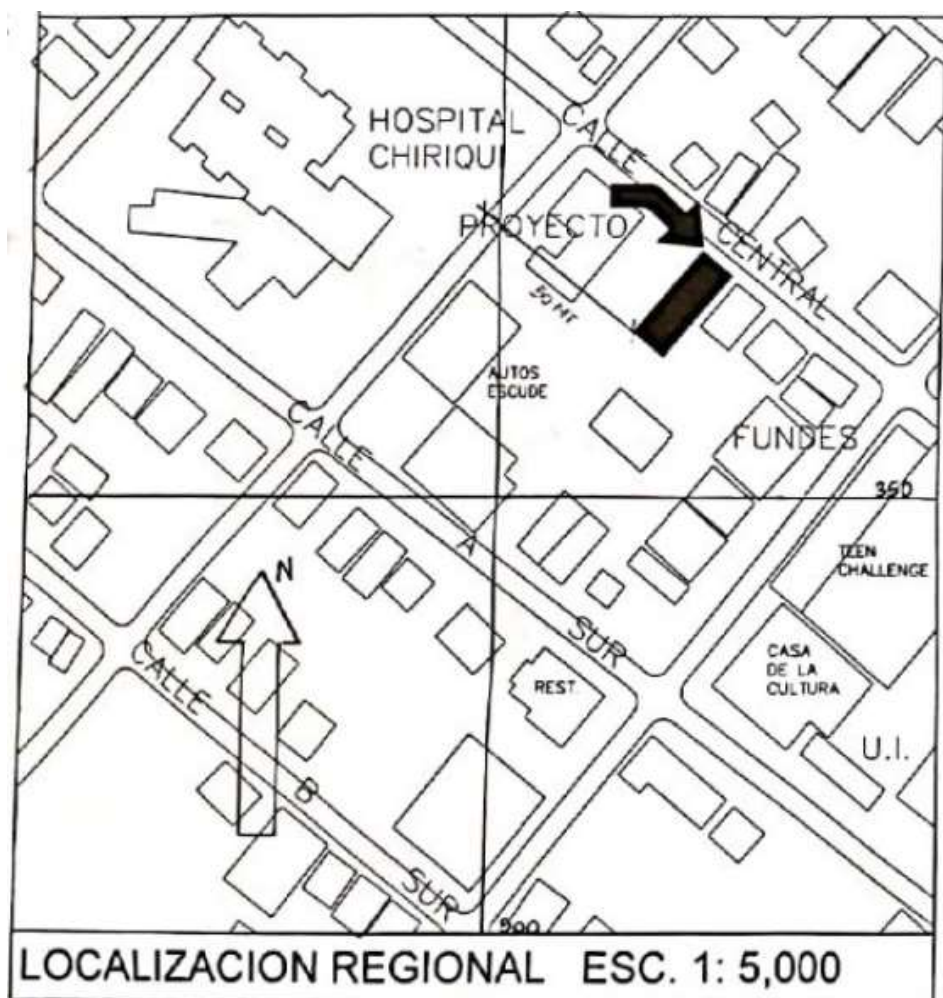 HOSPITAL
CHIRIQUI
CALLE CENTRAL
PROYECTO
50 MT
AUTOS
ESCUDE
CALLE A SUR
FUNDES
350
TEEN
CHALLENGE
N
CASA
DE LA
CULTURA
REST.
U.I.
CALLE B SUR
900
LOCALIZACION REGIONAL ESC. 1: 5,000